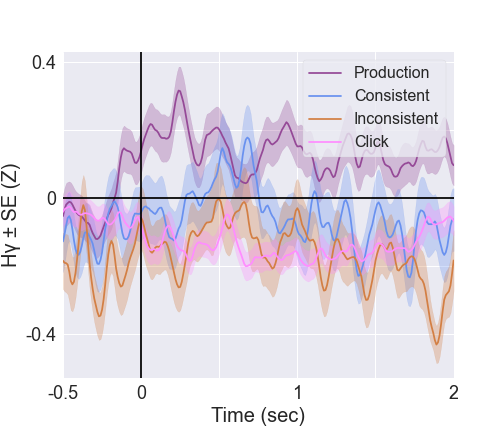 0.4
0
-0.4
Hγ ± SE (Z)
Production
Consistent
Inconsistent
Click
-0.5
0
1
2
Time (sec)